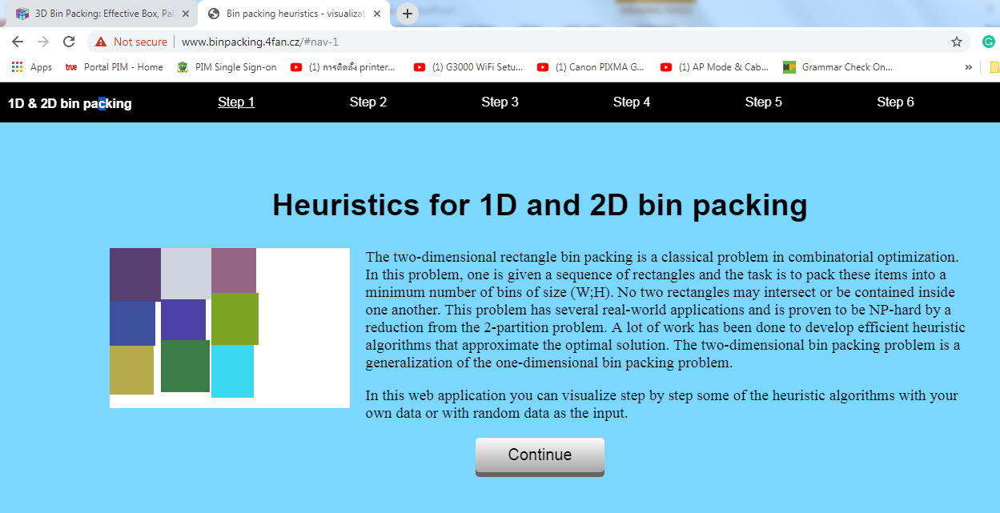 3D Bin Packing: Effective Box, Pal
Bin packing heuristics - visualizat
Not secure | www.binpacking.4fan.cz/#nav-1
Apps
true Portal PIM - Home
PIM Single Sign-on
(1) การติดตั้ง printer...
(1) G3000 WiFi Setu...
(1) Canon PIXMA G...
(1) AP Mode & Cab...
Grammar Check On...
»
1D & 2D bin packing
Step 1
Step 2
Step 3
Step 4
Step 5
Step 6
Heuristics for 1D and 2D bin packing
The two-dimensional rectangle bin packing is a classical problem in combinatorial optimization.
In this problem, one is given a sequence of rectangles and the task is to pack these items into a
minimum number of bins of size (W;H). No two rectangles may intersect or be contained inside
one another. This problem has several real-world applications and is proven to be NP-hard by a
reduction from the 2-partition problem. A lot of work has been done to develop efficient heuristic
algorithms that approximate the optimal solution. The two-dimensional bin packing problem is a
generalization of the one-dimensional bin packing problem.
In this web application you can visualize step by step some of the heuristic algorithms with your
own data or with random data as the input.
Continue